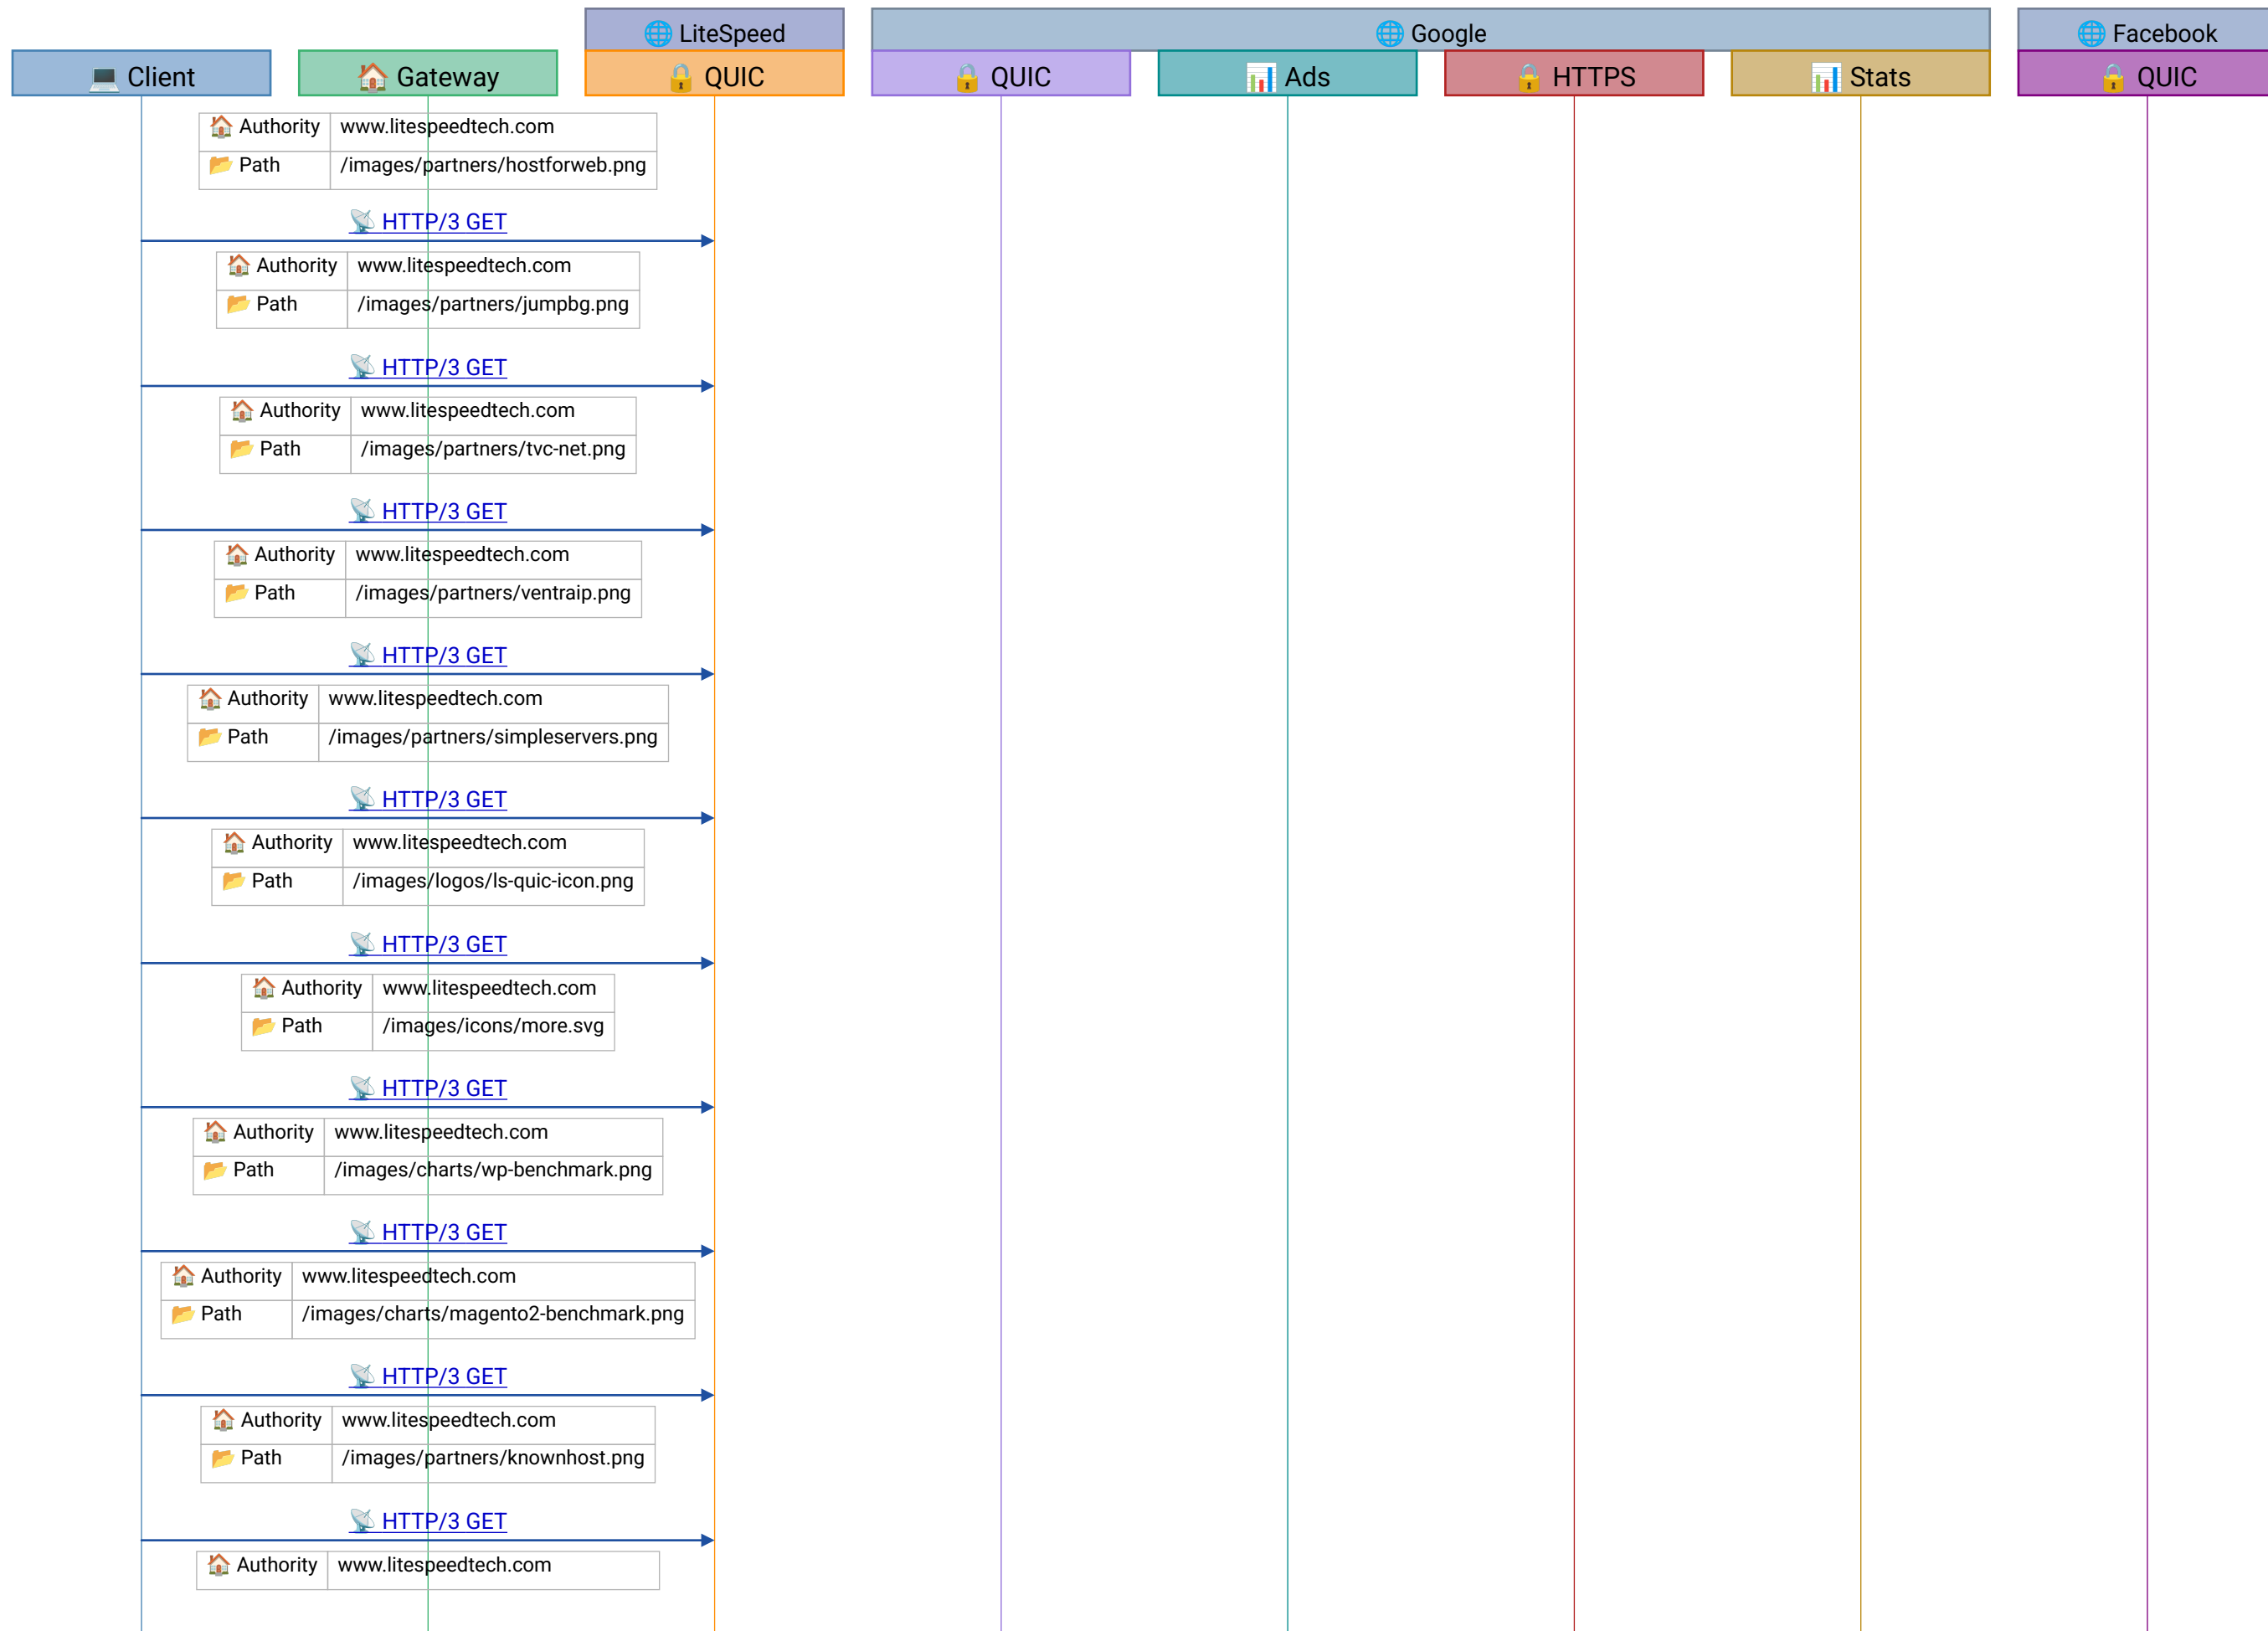 LiteSpeed
Google
Facebook
Client
Gateway
QUIC
QUIC
Ads
HTTPS
Stats
QUIC
Authority www.litespeedtech.com
Path /images/partners/hostforweb.png
HTTP/3 GET
Authority www.litespeedtech.com
Path /images/partners/jumpbg.png
HTTP/3 GET
Authority www.litespeedtech.com
Path /images/partners/tvc-net.png
HTTP/3 GET
Authority www.litespeedtech.com
Path /images/partners/ventraip.png
HTTP/3 GET
Authority www.litespeedtech.com
Path /images/partners/simpleservers.png
HTTP/3 GET
Authority www.litespeedtech.com
Path /images/logos/ls-quic-icon.png
HTTP/3 GET
Authority www.litespeedtech.com
Path /images/icons/more.svg
HTTP/3 GET
Authority www.litespeedtech.com
Path /images/charts/wp-benchmark.png
HTTP/3 GET
Authority www.litespeedtech.com
Path /images/charts/magento2-benchmark.png
HTTP/3 GET
Authority www.litespeedtech.com
Path /images/partners/knownhost.png
HTTP/3 GET
Authority www.litespeedtech.com